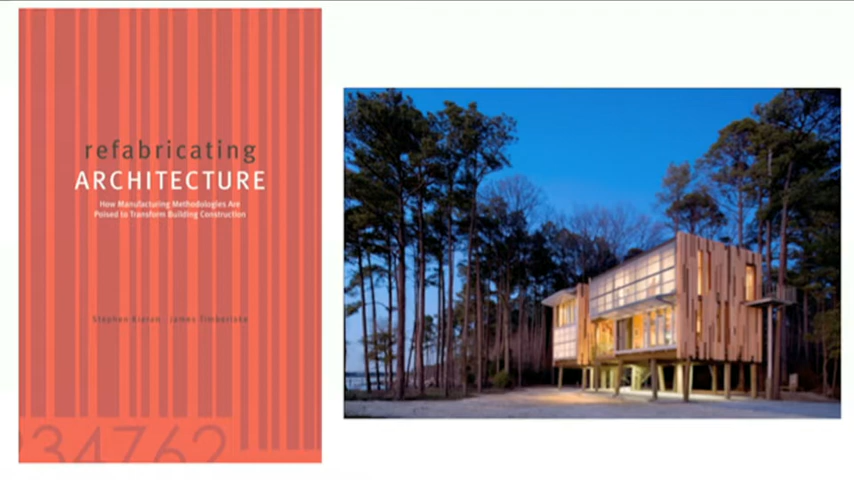 refabricating
ARCHITECTURE
How Manufacturing Methodologies Are
Poised to Transform Building Construction
Stephen Kieran James Timberlake
34762